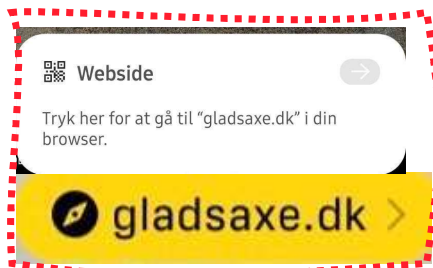 Webside
Tryk her for at gå til “gladsaxe.dk” i din
browser.
gladsaxe.dk